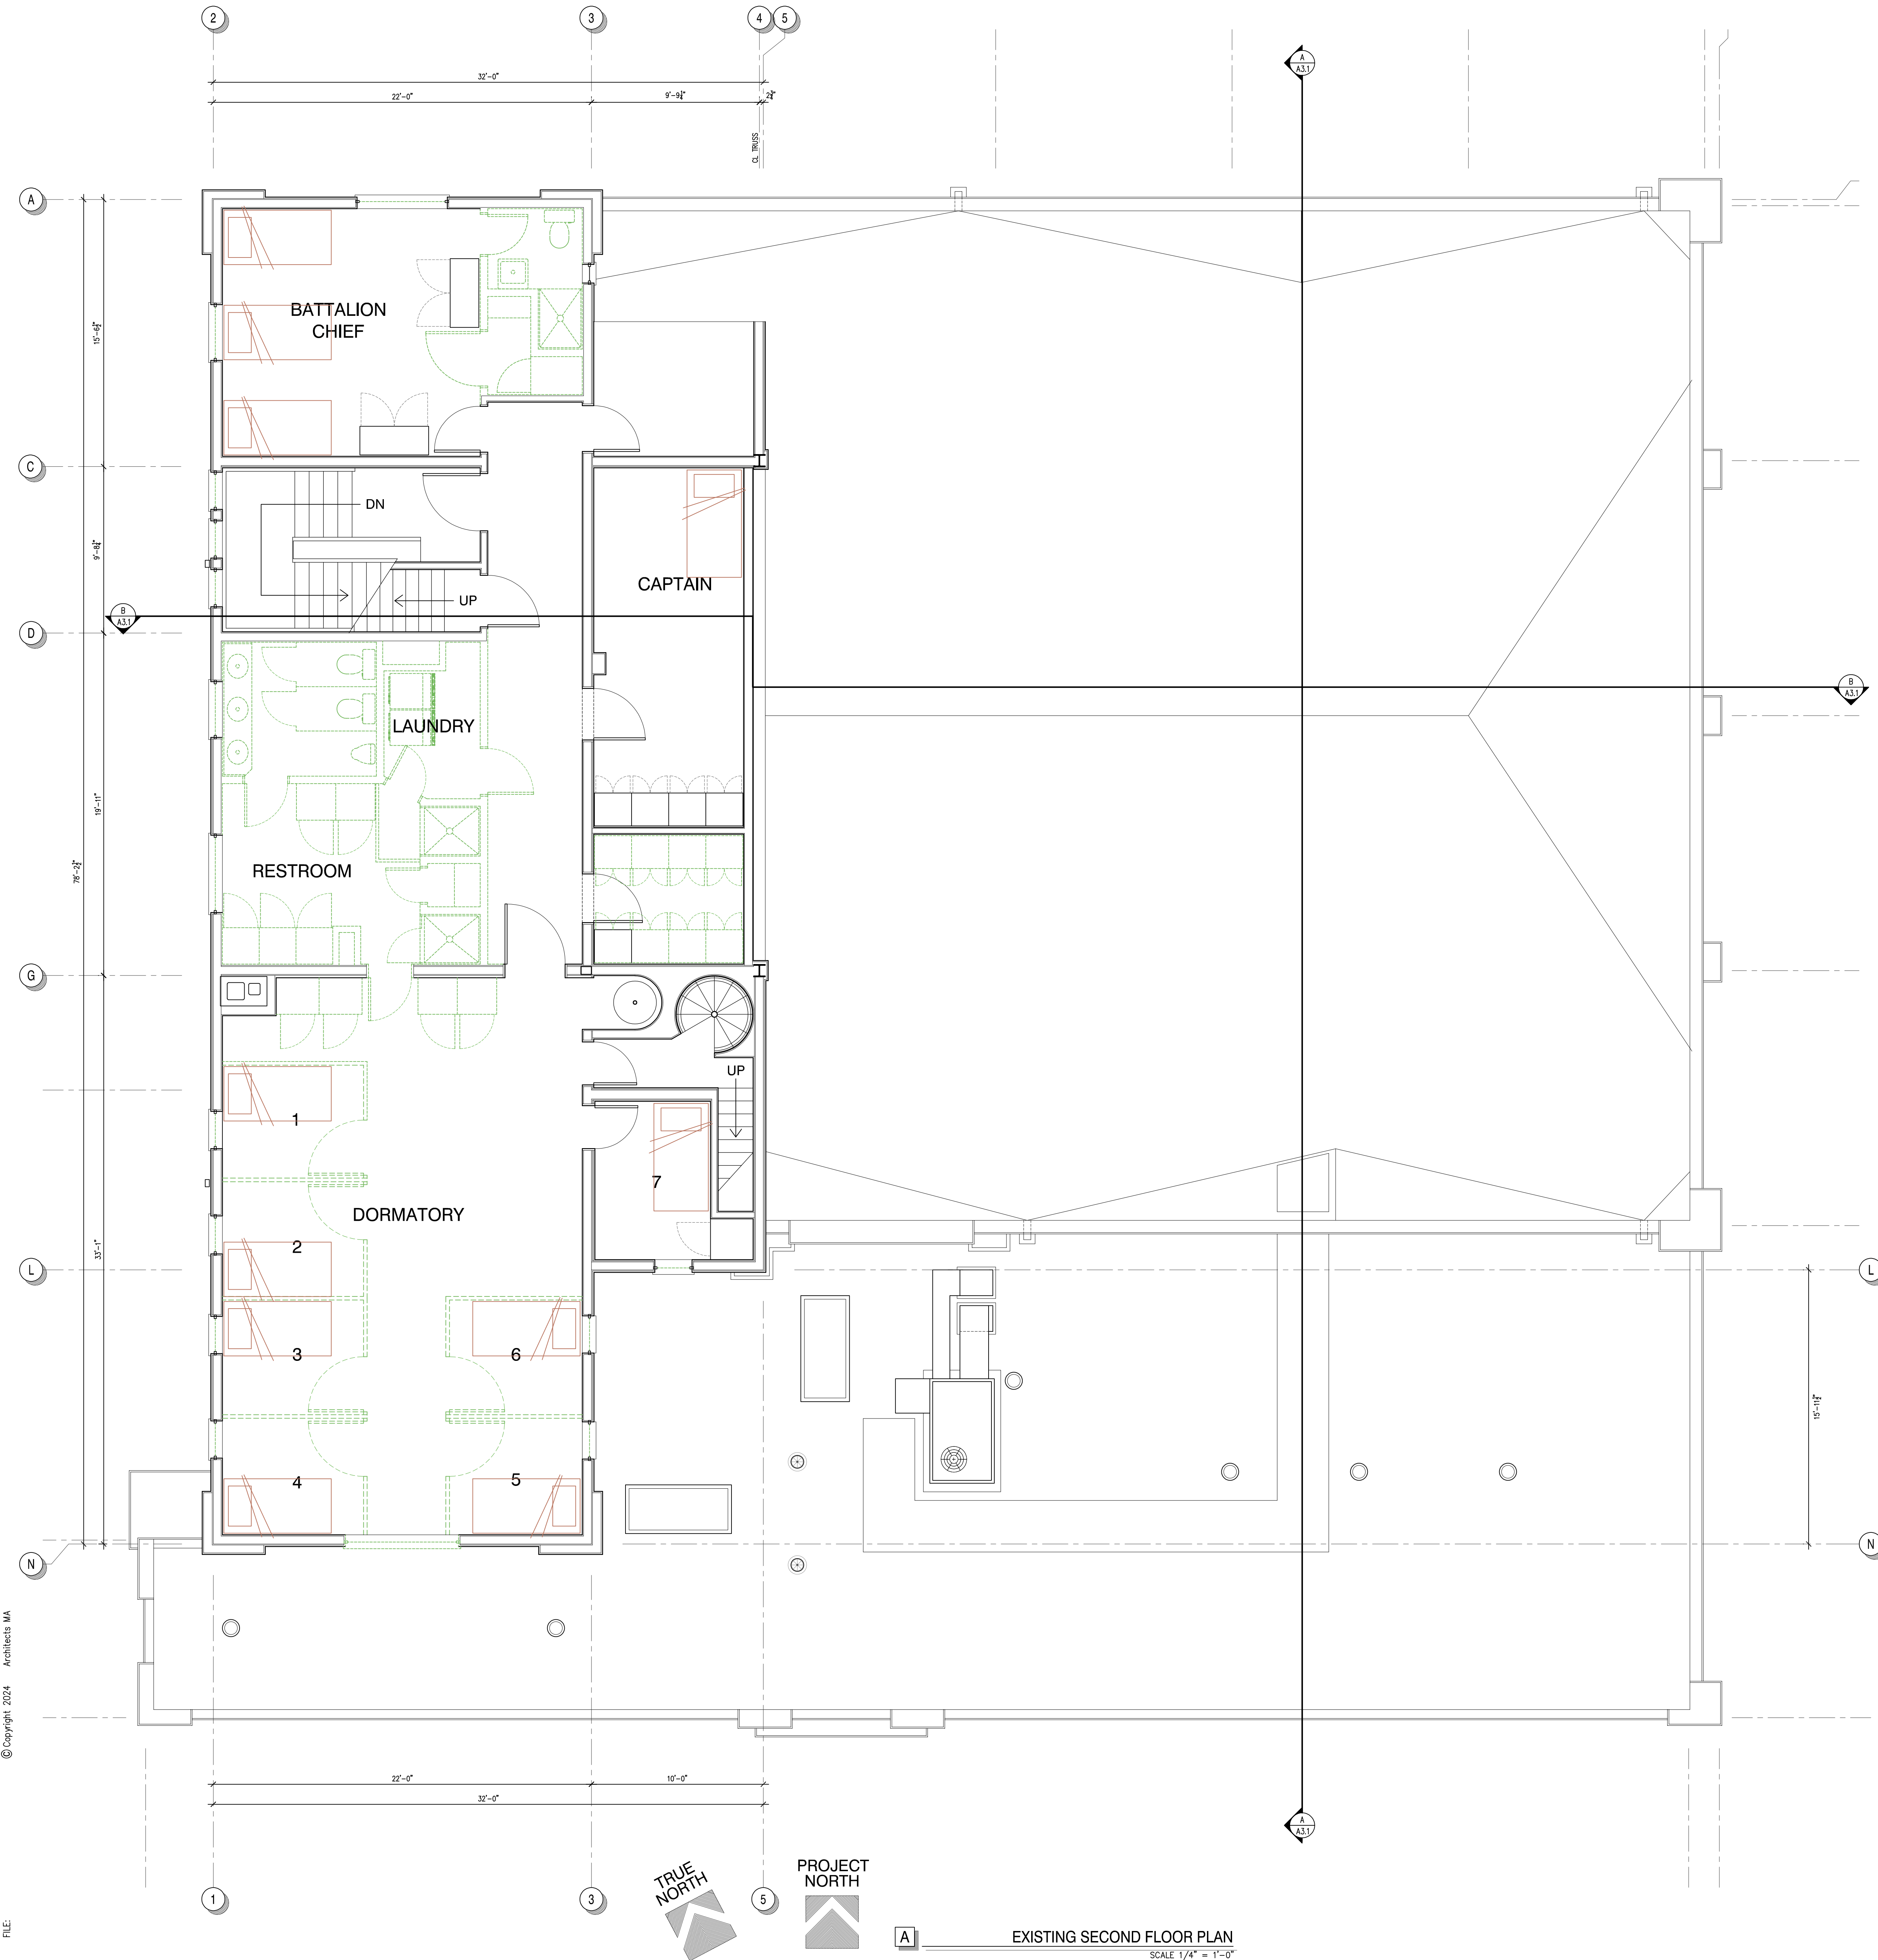 2
3
4
5
32'-0"
22'-0"
9'-9¼"
2¾"
CL TRUSS
A
A3.1
A
BATTALION
CHIEF
15'-6½"
C
DN
9'-8¼"
CAPTAIN
UP
B
A3.1
D
B
A3.1
LAUNDRY
19'-11"
78'-2½"
RESTROOM
G
UP
1
7
DORMATORY
2
33'-1"
L
L
3
6
15'-11½"
4
5
N
N
© Copyright 2024 Architects MA
22'-0"
10'-0"
32'-0"
A
A3.1
1
3
5
TRUE
NORTH
PROJECT
NORTH
FILE:
A
EXISTING SECOND FLOOR PLAN
SCALE 1/4" = 1'-0"